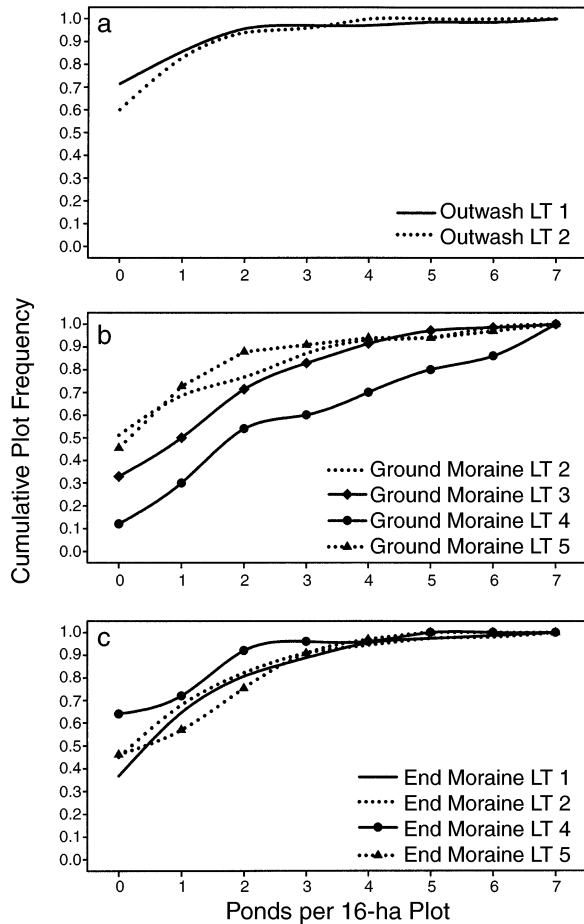 Cumulative Plot Frequency
a
1.0
0.9
0.8
0.7
0.6
0.5
0.4
0.3
0.2
0.1
0.0
Outwash LT 1
Outwash LT 2
0 1 2 3 4 5 6 7
b
1.0
0.9
0.8
0.7
0.6
0.5
0.4
0.3
0.2
0.1
0.0
Ground Moraine LT 2
Ground Moraine LT 3
Ground Moraine LT 4
Ground Moraine LT 5
0 1 2 3 4 5 6 7
c
1.0
0.9
0.8
0.7
0.6
0.5
0.4
0.3
0.2
0.1
0.0
End Moraine LT 1
End Moraine LT 2
End Moraine LT 4
End Moraine LT 5
0 1 2 3 4 5 6 7
Ponds per 16-ha Plot